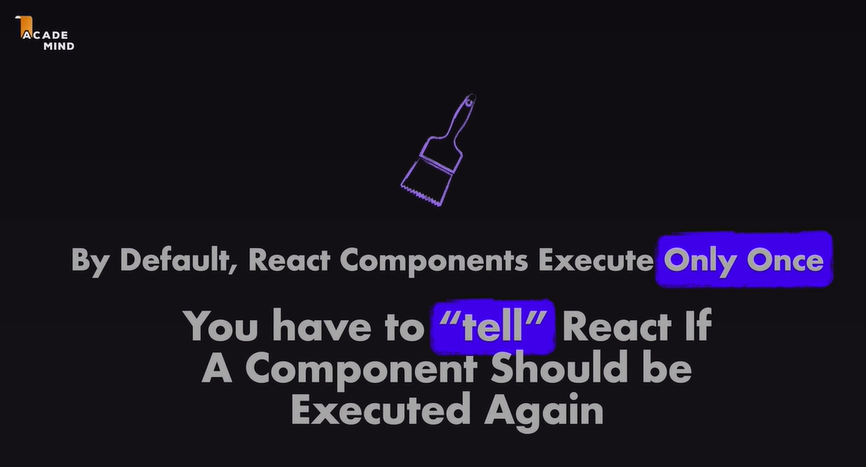 ACADE
MIND
By Default, React Components Execute Only Once
You have to “tell” React If
A Component Should be
Executed Again